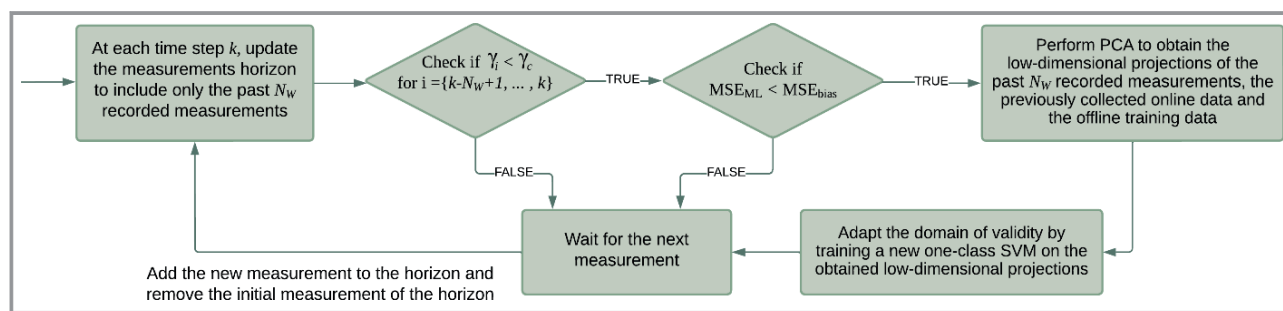 At each time step k, update
the measurements horizon
to include only the past N_W
recorded measurements
Check if γ_i < γ_c
for i ={k-N_W+1, ... , k}
TRUE
Check if
MSE_ML < MSE_bias
TRUE
Perform PCA to obtain the
low-dimensional projections of the
past N_W recorded measurements, the
previously collected online data and
the offline training data
FALSE
FALSE
Wait for the next
measurement
Adapt the domain of validity by
training a new one-class SVM on the
obtained low-dimensional projections
Add the new measurement to the horizon and
remove the initial measurement of the horizon